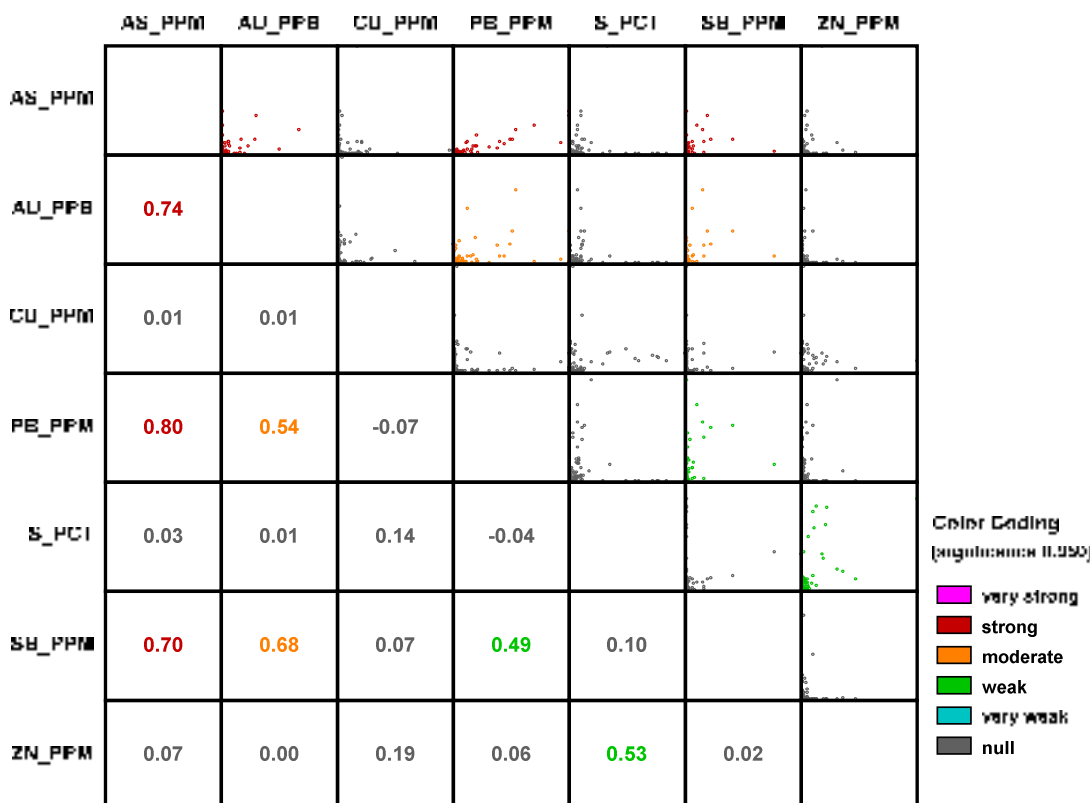 AS_PPM AU_PPB CU_PPM PB_PPM S_PCT SB_PPM ZN_PPM
AS_PPM
AU_PPB 0.74
CU_PPM 0.01 0.01
PB_PPM 0.80 0.54 -0.07
S_PCT 0.03 0.01 0.14 -0.04
Color Coding
(significance 0.950)
SB_PPM 0.70 0.68 0.07 0.49 0.10
very strong
strong
moderate
weak
very weak
null
ZN_PPM 0.07 0.00 0.19 0.06 0.53 0.02